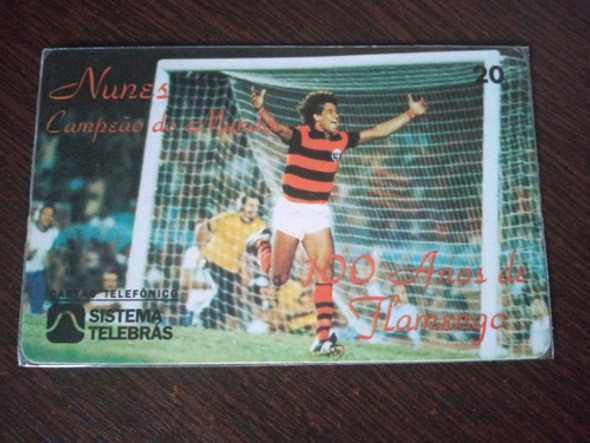 Nunes
Campeão do Mundo
20
100 Anos de
Flamengo
CARTÃO TELEFÔNICO
SISTEMA
TELEBRÁS